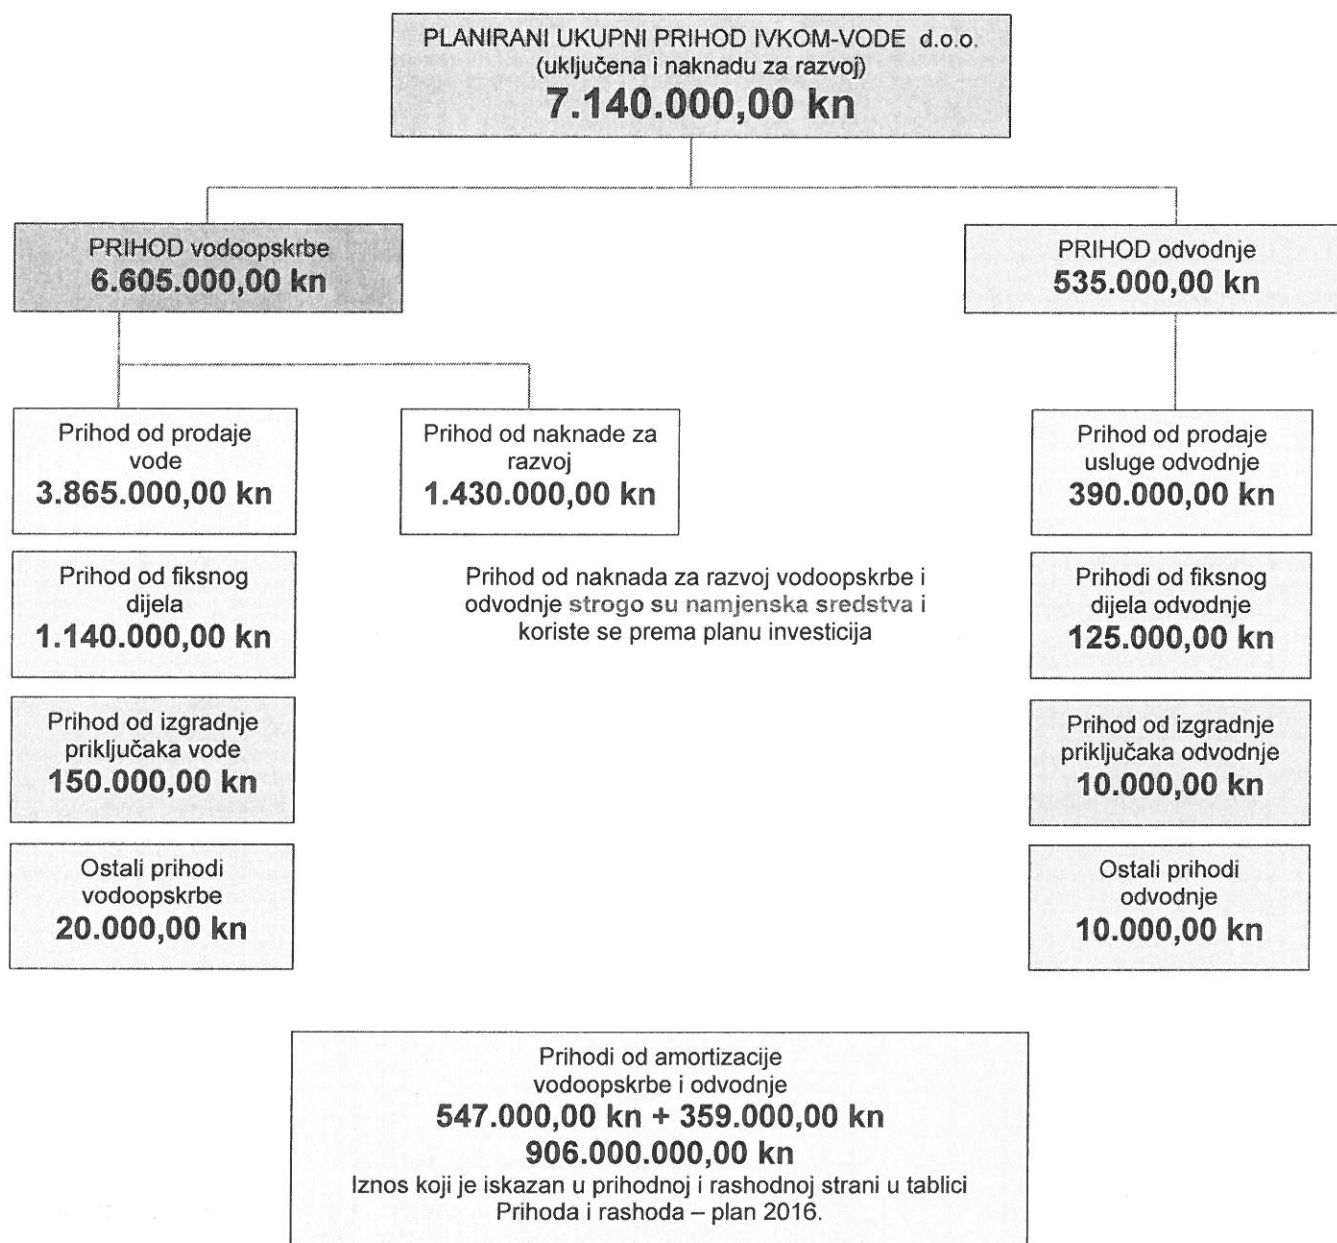 PLANIRANI UKUPNI PRIHOD IVKOM-VODE d.o.o.
(uključena i naknadu za razvoj)
7.140.000,00 kn
PRIHOD vodoopskrbe
6.605.000,00 kn
PRIHOD odvodnje
535.000,00 kn
Prihod od prodaje
vode
3.865.000,00 kn
Prihod od naknade za
razvoj
1.430.000,00 kn
Prihod od prodaje
usluge odvodnje
390.000,00 kn
Prihod od fiksnog
dijela
1.140.000,00 kn
Prihod od naknada za razvoj vodoopskrbe i
odvodnje strogo su namjenska sredstva i
koriste se prema planu investicija
Prihodi od fiksnog
dijela odvodnje
125.000,00 kn
Prihod od izgradnje
priključaka vode
150.000,00 kn
Prihod od izgradnje
priključaka odvodnje
10.000,00 kn
Ostali prihodi
vodoopskrbe
20.000,00 kn
Ostali prihodi
odvodnje
10.000,00 kn
Prihodi od amortizacije
vodoopskrbe i odvodnje
547.000,00 kn + 359.000,00 kn
906.000.000,00 kn
Iznos koji je iskazan u prihodnoj i rashodnoj strani u tablici
Prihoda i rashoda – plan 2016.